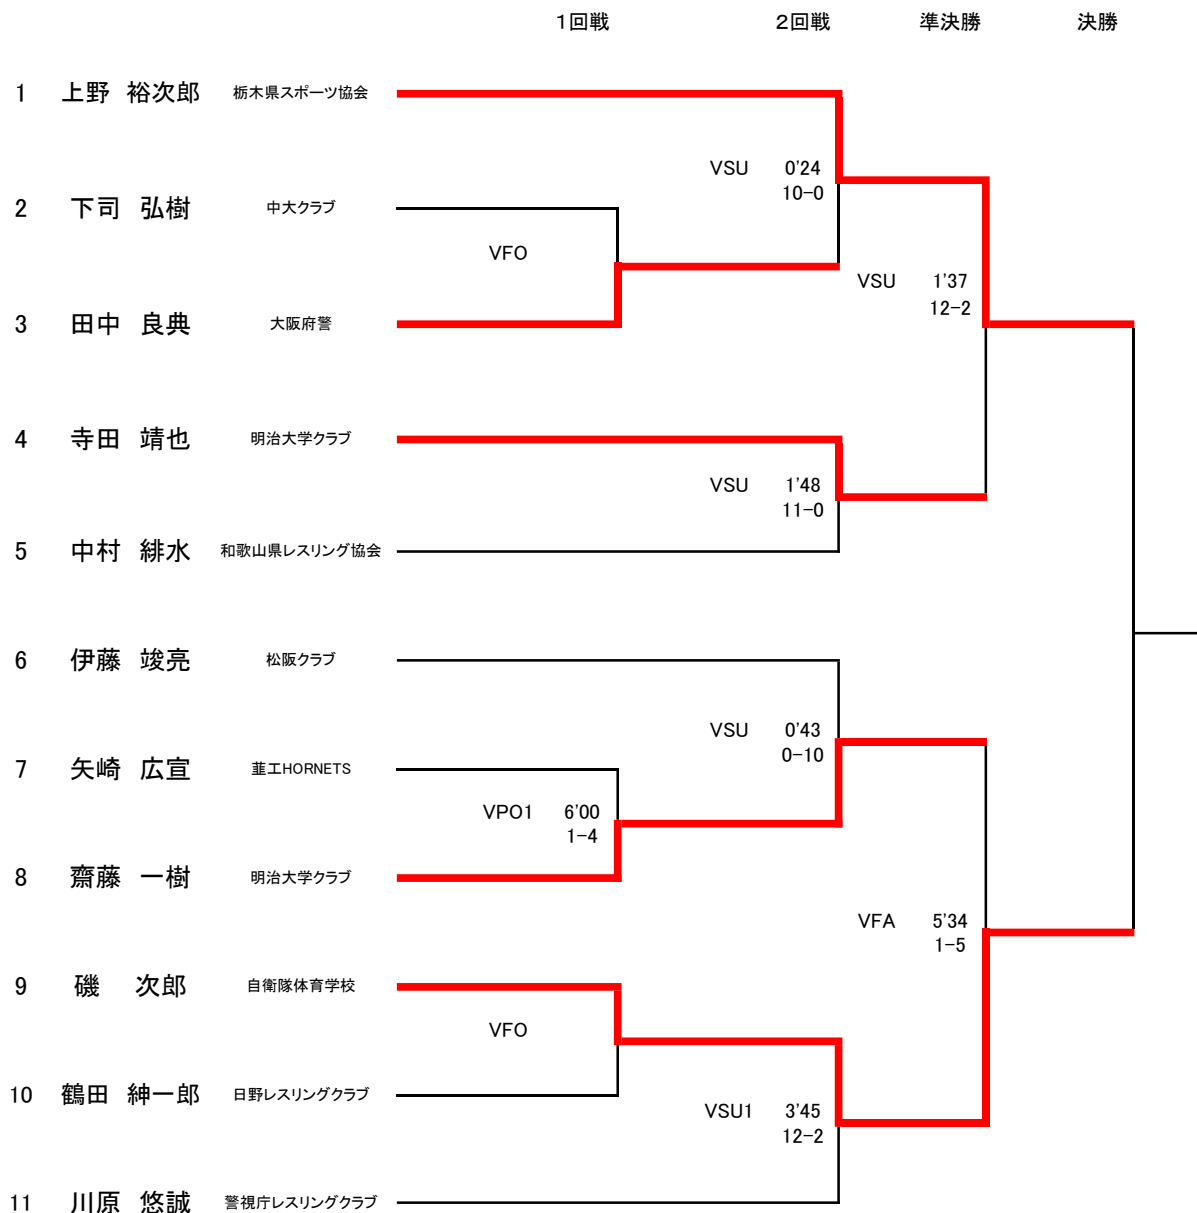 １回戦 ２回戦 準決勝 決勝
1 上野 裕次郎 栃木県スポーツ協会
VSU 0'24
10-0
2 下司 弘樹 中大クラブ
VFO
VSU 1'37
12-2
3 田中 良典 大阪府警
4 寺田 靖也 明治大学クラブ
VSU 1'48
11-0
5 中村 緋水 和歌山県レスリング協会
6 伊藤 竣亮 松阪クラブ
VSU 0'43
0-10
7 矢崎 広宣 韮工HORNETS
VPO1 6'00
1-4
8 齋藤 一樹 明治大学クラブ
VFA 5'34
1-5
9 磯 次郎 自衛隊体育学校
VFO
10 鶴田 紳一郎 日野レスリングクラブ
VSU1 3'45
12-2
11 川原 悠誠 警視庁レスリングクラブ